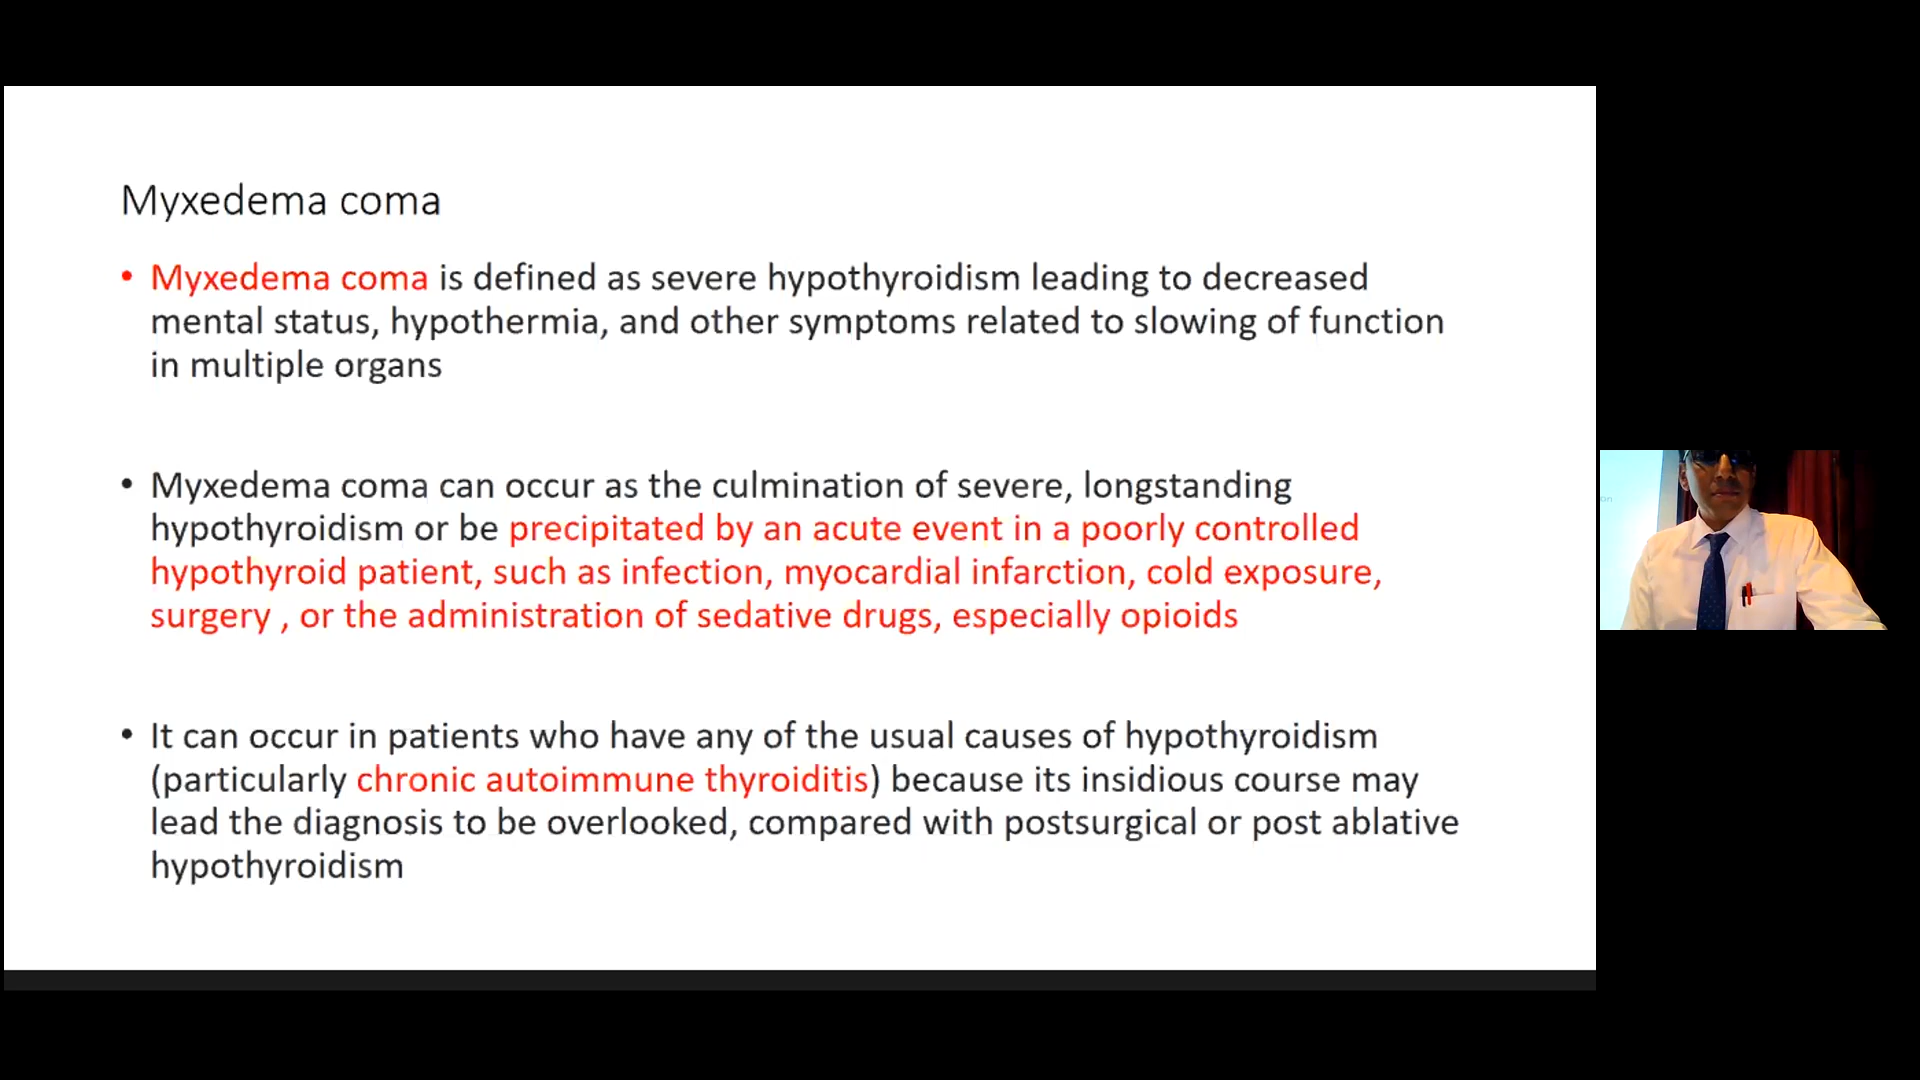 Myxedema coma
• Myxedema coma is defined as severe hypothyroidism leading to decreased
mental status, hypothermia, and other symptoms related to slowing of function
in multiple organs
• Myxedema coma can occur as the culmination of severe, longstanding
hypothyroidism or be precipitated by an acute event in a poorly controlled
hypothyroid patient, such as infection, myocardial infarction, cold exposure,
surgery , or the administration of sedative drugs, especially opioids
• It can occur in patients who have any of the usual causes of hypothyroidism
(particularly chronic autoimmune thyroiditis) because its insidious course may
lead the diagnosis to be overlooked, compared with postsurgical or post ablative
hypothyroidism